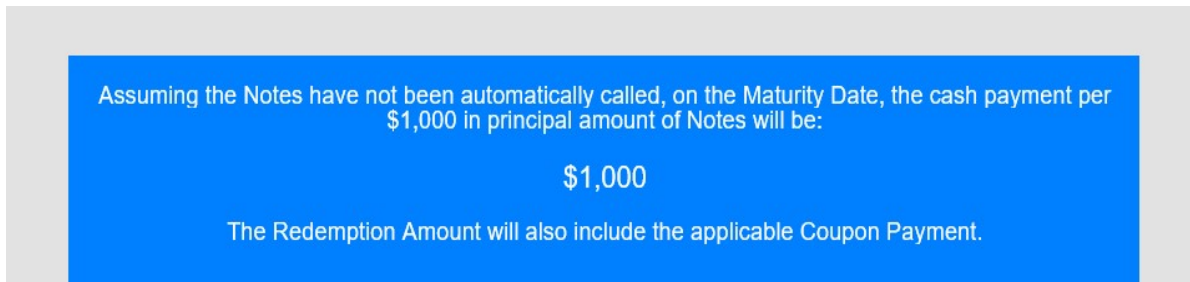 Assuming the Notes have not been automatically called, on the Maturity Date, the cash payment per
$1,000 in principal amount of Notes will be:
$1,000
The Redemption Amount will also include the applicable Coupon Payment.